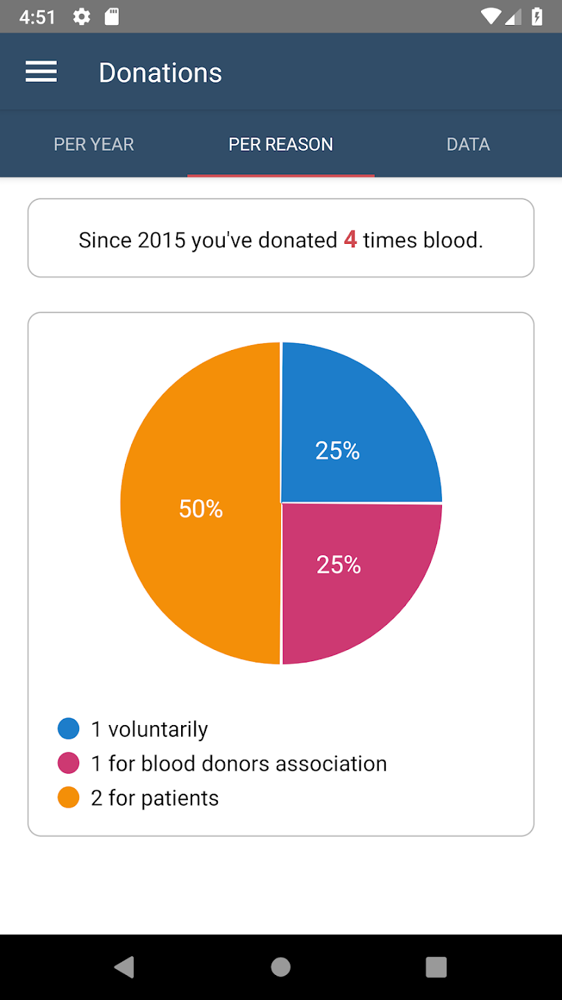 4:51
Donations
PER YEAR
PER REASON
DATA
Since 2015 you've donated 4 times blood.
25%
50%
25%
1 voluntarily
1 for blood donors association
2 for patients